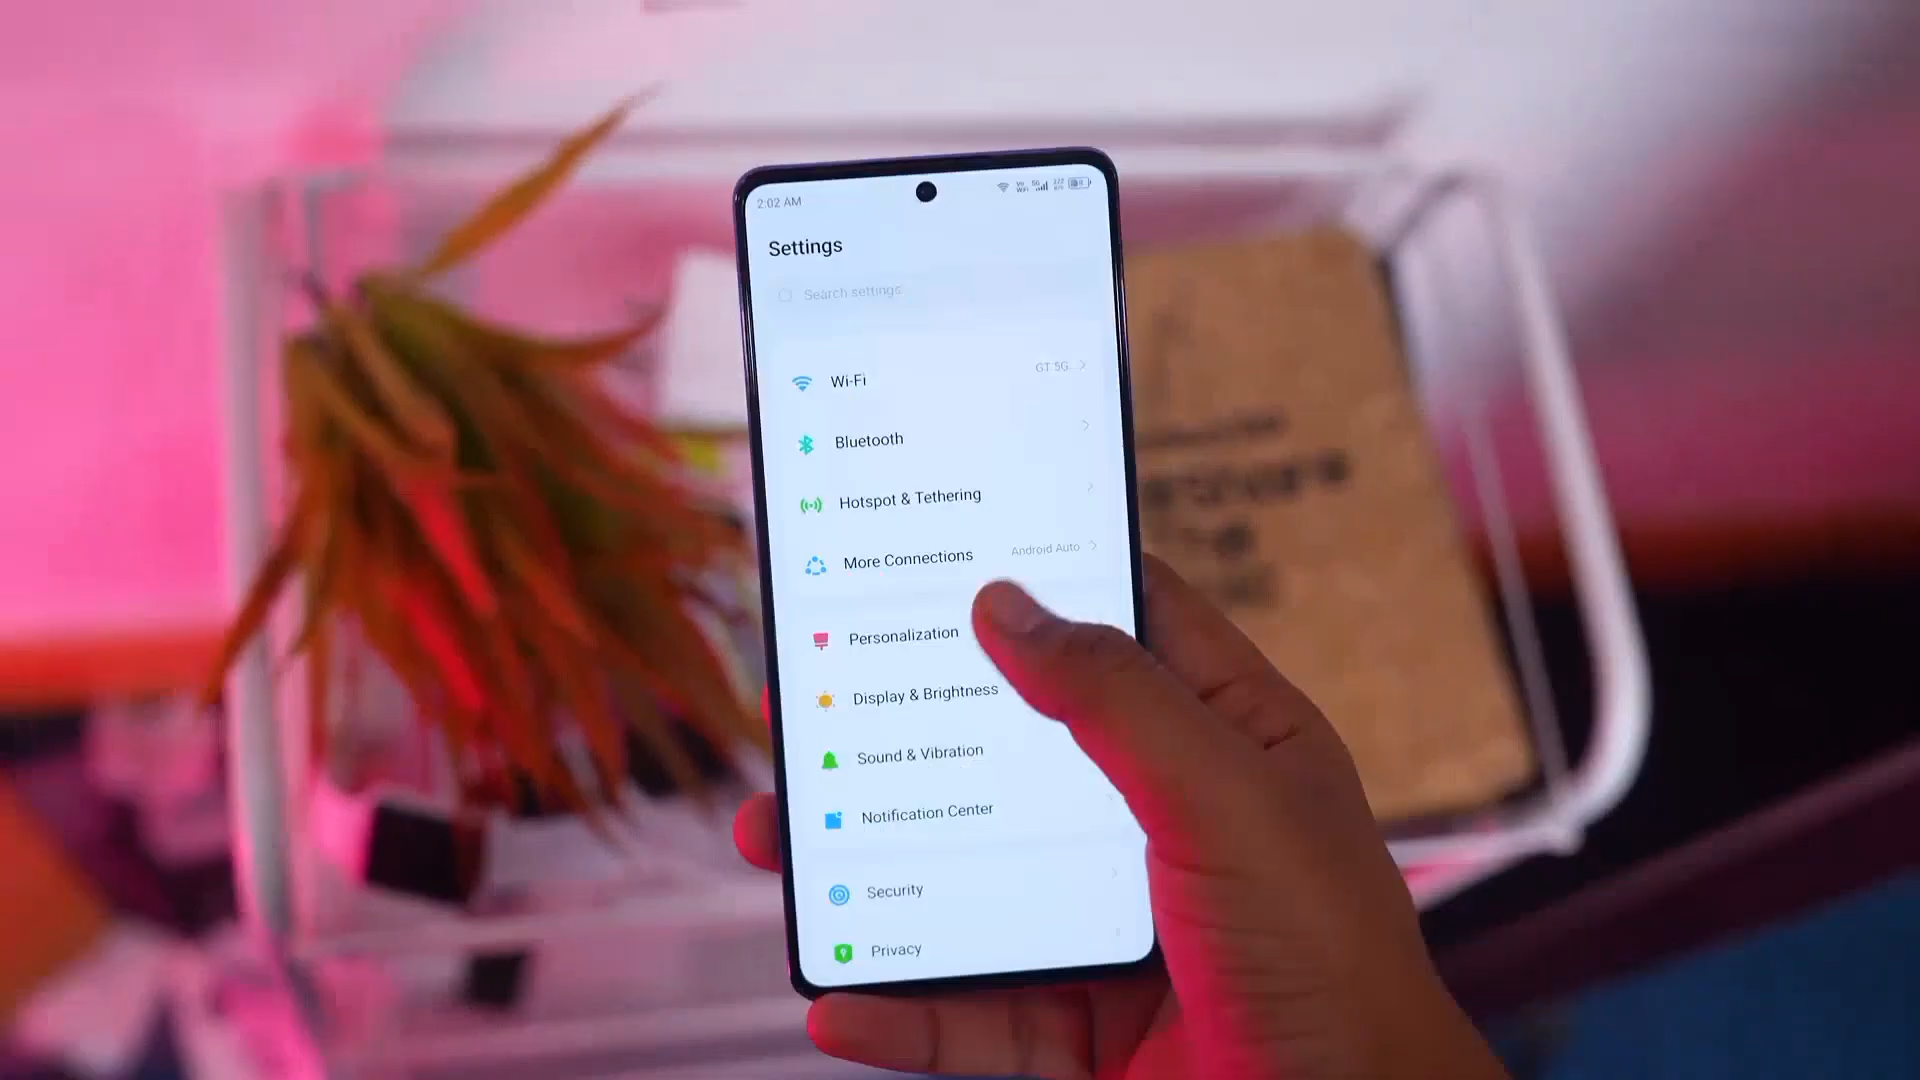 2:02 AM
Settings
Search settings
Wi-Fi
GT 5G
Bluetooth
Hotspot & Tethering
More Connections
Android Auto
Personalization
Display & Brightness
Sound & Vibration
Notification Center
Security
Privacy